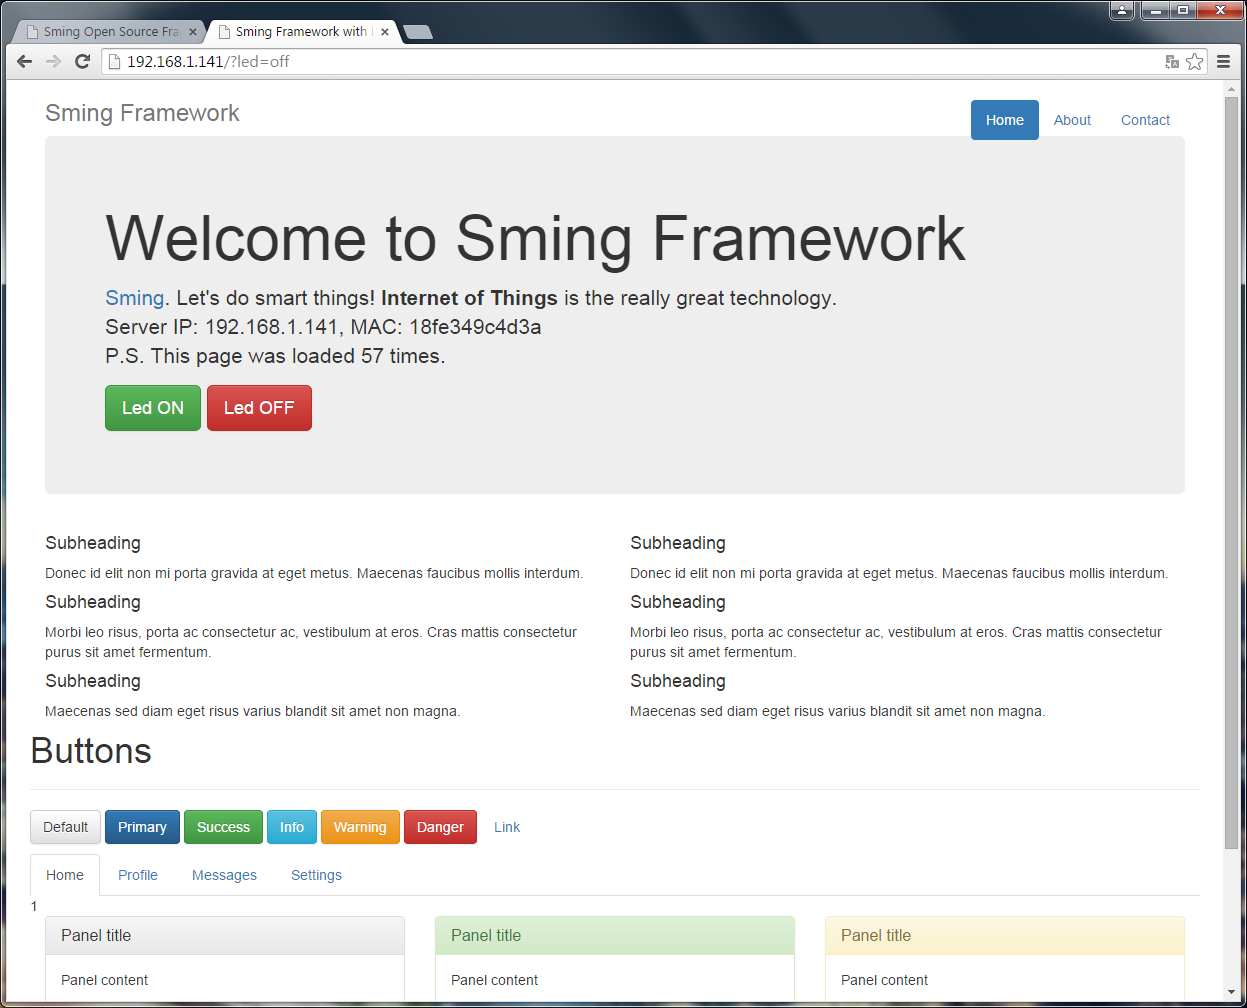 Sming Open Source Fra
Sming Framework with
192.168.1.141/?led=off
Sming Framework
Home About Contact
Welcome to Sming Framework
Sming. Let's do smart things! Internet of Things is the really great technology.
Server IP: 192.168.1.141, MAC: 18fe349c4d3a
P.S. This page was loaded 57 times.
Led ON Led OFF
Subheading
Donec id elit non mi porta gravida at eget metus. Maecenas faucibus mollis interdum.
Subheading
Morbi leo risus, porta ac consectetur ac, vestibulum at eros. Cras mattis consectetur
purus sit amet fermentum.
Subheading
Maecenas sed diam eget risus varius blandit sit amet non magna.
Subheading
Donec id elit non mi porta gravida at eget metus. Maecenas faucibus mollis interdum.
Subheading
Morbi leo risus, porta ac consectetur ac, vestibulum at eros. Cras mattis consectetur
purus sit amet fermentum.
Subheading
Maecenas sed diam eget risus varius blandit sit amet non magna.
Buttons
Default Primary Success Info Warning Danger Link
Home Profile Messages Settings
1
Panel title
Panel content
Panel title
Panel content
Panel title
Panel content